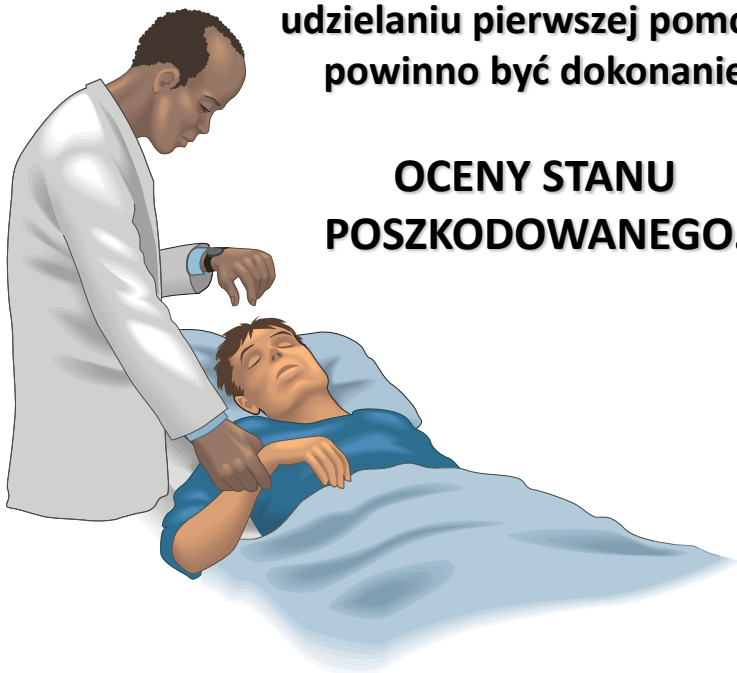 udzielaniu pierwszej pomo
powinno być dokonanie
OCENY STANU
POSZKODOWANEGO.